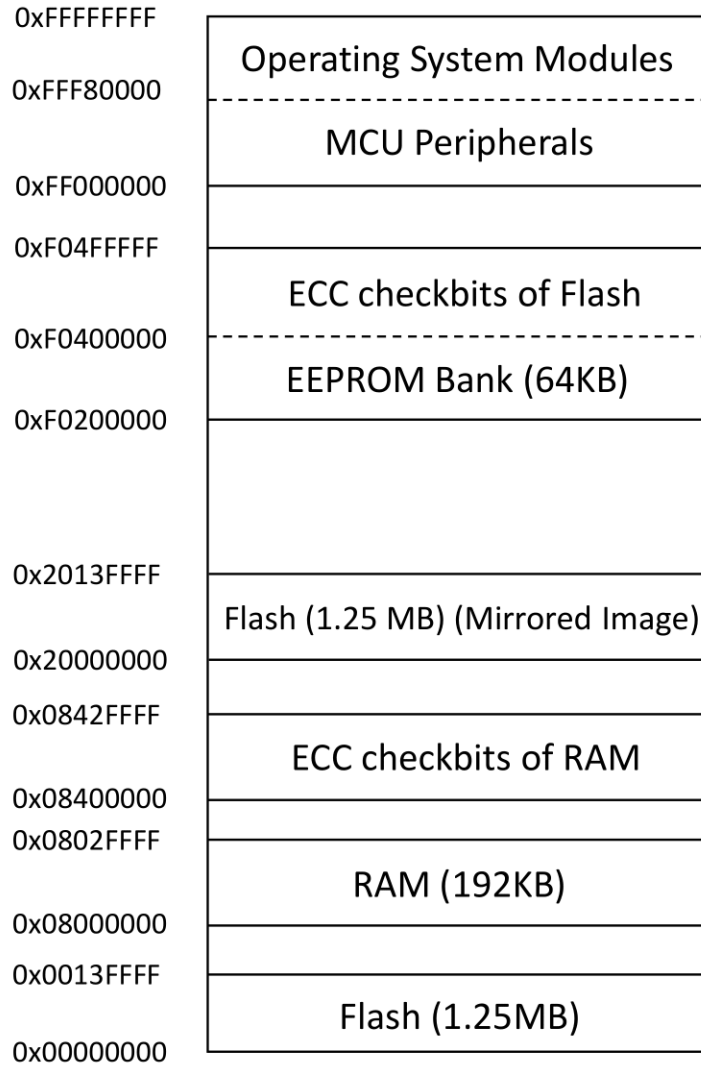 0xFFFFFFFF
Operating System Modules
0xFFF80000
MCU Peripherals
0xFF000000
0xF04FFFFF
ECC checkbits of Flash
0xF0400000
EEPROM Bank (64KB)
0xF0200000
0x2013FFFF
Flash (1.25 MB) (Mirrored Image)
0x20000000
0x0842FFFF
ECC checkbits of RAM
0x08400000
0x0802FFFF
RAM (192KB)
0x08000000
0x0013FFFF
Flash (1.25MB)
0x00000000